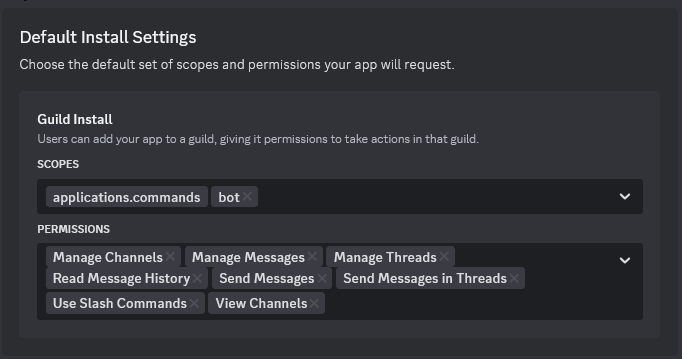 Default Install Settings
Choose the default set of scopes and permissions your app will request.
Guild Install
Users can add your app to a guild, giving it permissions to take actions in that guild.
SCOPES
applications.commands bot
PERMISSIONS
Manage Channels Manage Messages Manage Threads
Read Message History Send Messages Send Messages in Threads
Use Slash Commands View Channels